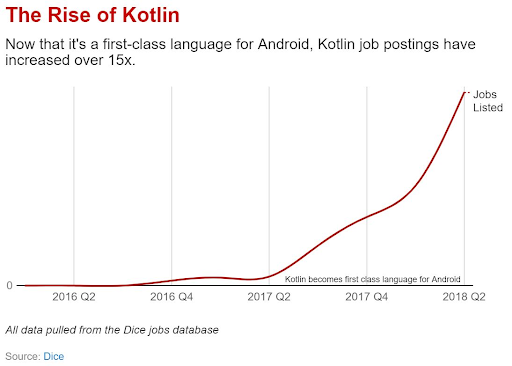 The Rise of Kotlin
Now that it's a first-class language for Android, Kotlin job postings have
increased over 15x.
Jobs
Listed
Kotlin becomes first class language for Android
0
2016 Q2 2016 Q4 2017 Q2 2017 Q4 2018 Q2
All data pulled from the Dice jobs database
Source: Dice